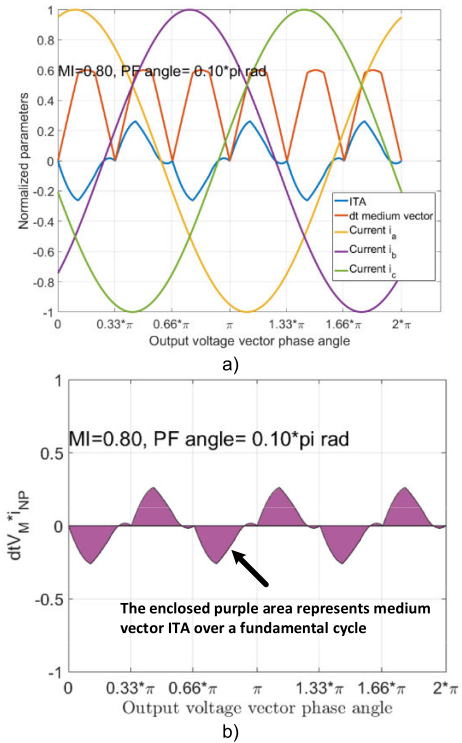 1
0.8
0.6
MI=0.80, PF angle= 0.10*pi rad
0.4
0.2
0
-0.2
-0.4
-0.6
-0.8
-1
Normalized parameters
ITA
dt medium vector
Current i_a
Current i_b
Current i_c
0 0.33*π 0.66*π π 1.33*π 1.66*π 2*π
Output voltage vector phase angle
a)
1
MI=0.80, PF angle= 0.10*pi rad
0.5
0
-0.5
-1
dtV_M*i_NP
The enclosed purple area represents medium
vector ITA over a fundamental cycle
0 0.33*π 0.66*π π 1.33*π 1.66*π 2*π
Output voltage vector phase angle
b)